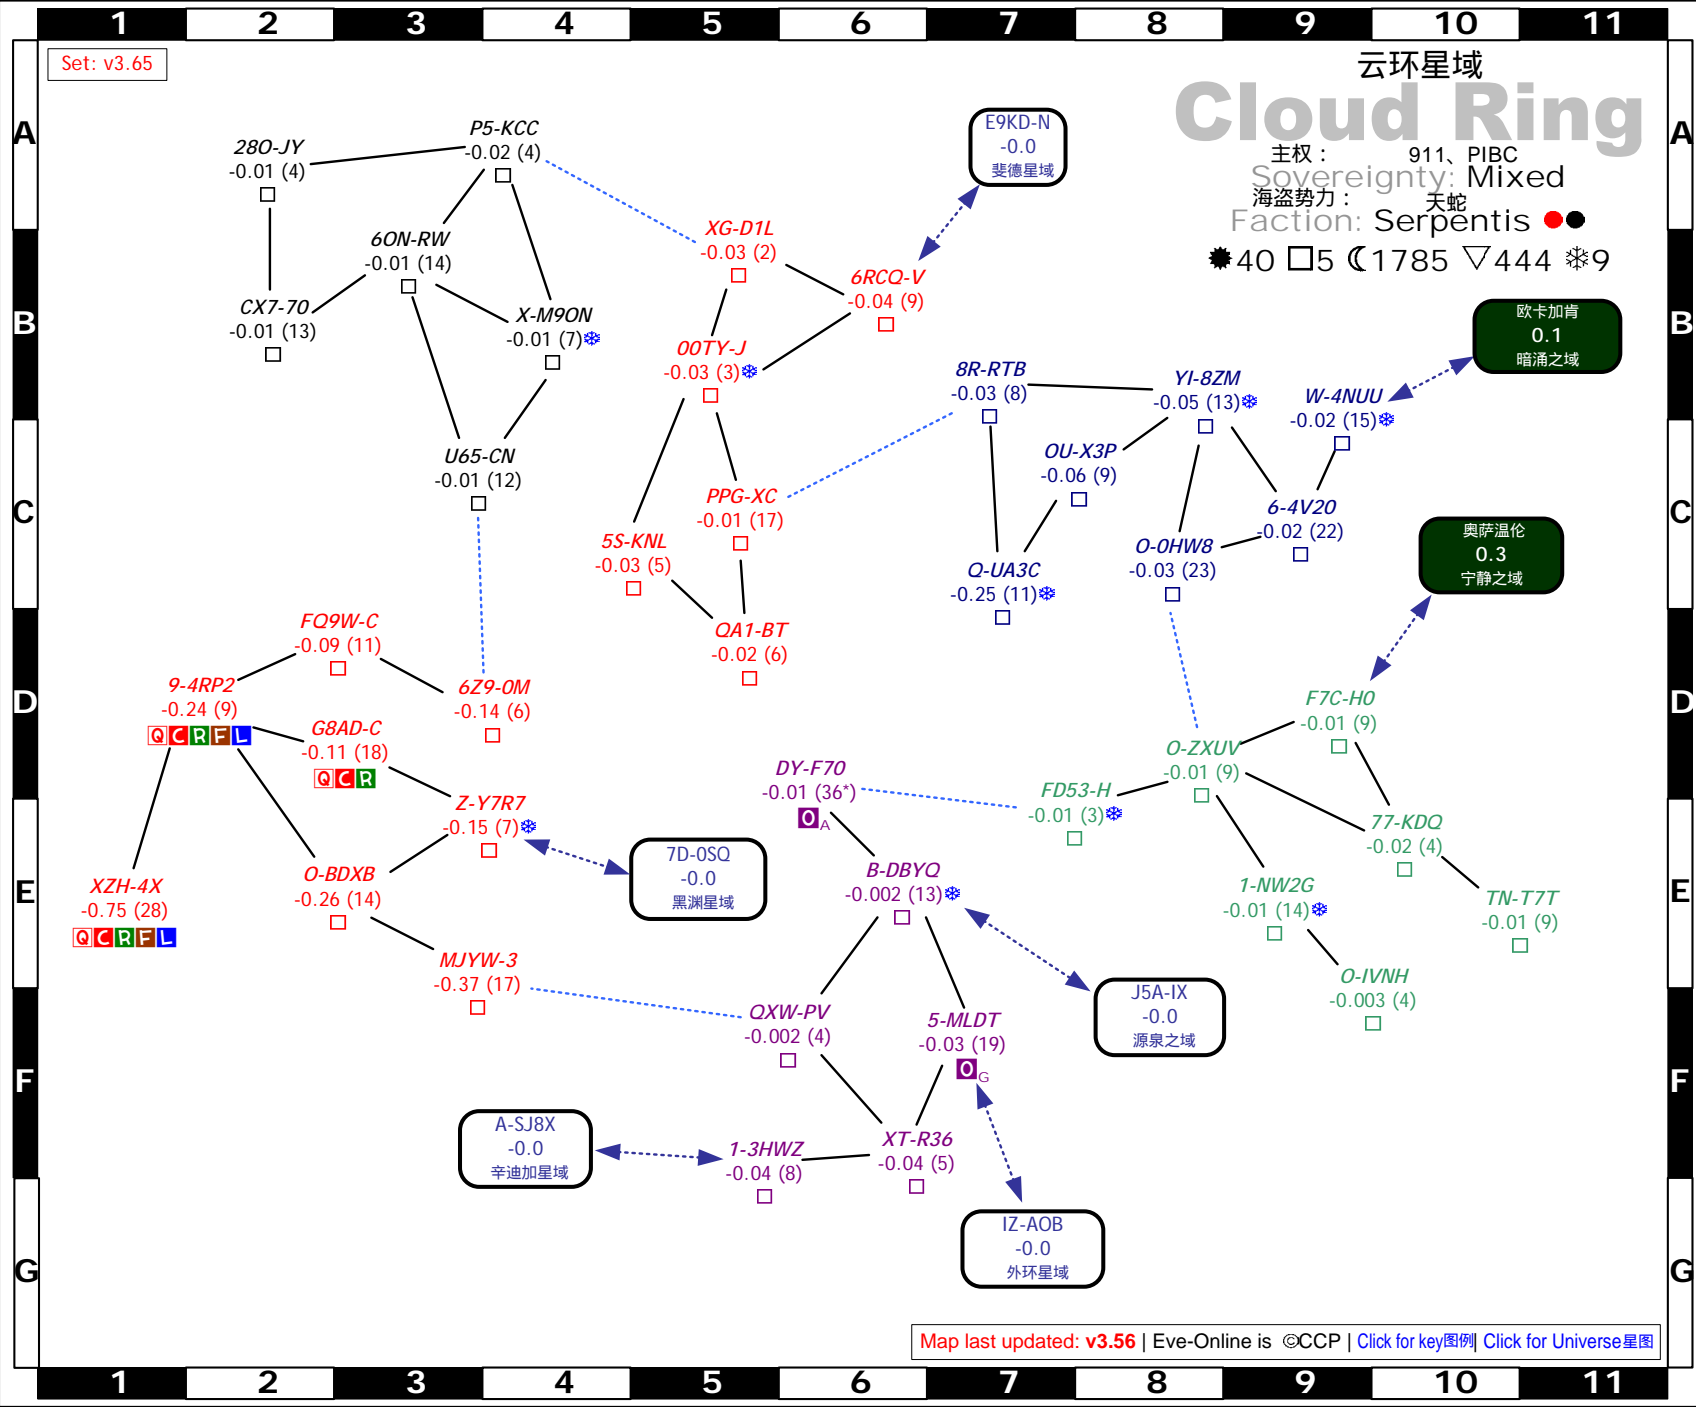 1 2 3 4 5 6 7 8 9 10 11
Set: v3.65
云环星域
Cloud Ring
主权： 911、PIBC
Sovereignty: Mixed
海盗势力： 天蛇
Faction: Serpentis
40 5 1785 444 9
A
A
B
B
C
C
D
D
E
E
F
F
G
G
P5-KCC
-0.02 (4)
28O-JY
-0.01 (4)
E9KD-N
-0.0
斐德星域
6ON-RW
-0.01 (14)
XG-D1L
-0.03 (2)
6RCQ-V
-0.04 (9)
CX7-70
-0.01 (13)
X-M9ON
-0.01 (7)
00TY-J
-0.03 (3)
欧卡加肯
0.1
暗涌之域
8R-RTB
-0.03 (8)
YI-8ZM
-0.05 (13)
W-4NUU
-0.02 (15)
U65-CN
-0.01 (12)
OU-X3P
-0.06 (9)
PPG-XC
-0.01 (17)
6-4V20
-0.02 (22)
5S-KNL
-0.03 (5)
O-0HW8
-0.03 (23)
奥萨温伦
0.3
宁静之域
Q-UA3C
-0.25 (11)
FQ9W-C
-0.09 (11)
QA1-BT
-0.02 (6)
9-4RP2
-0.24 (9)
Q C R F L
6Z9-0M
-0.14 (6)
F7C-H0
-0.01 (9)
G8AD-C
-0.11 (18)
Q C R
O-ZXUV
-0.01 (9)
DY-F70
-0.01 (36*)
O A
FD53-H
-0.01 (3)
Z-Y7R7
-0.15 (7)
77-KDQ
-0.02 (4)
7D-0SQ
-0.0
黑渊星域
B-DBYQ
-0.002 (13)
O-BDXB
-0.26 (14)
XZH-4X
-0.75 (28)
Q C R F L
1-NW2G
-0.01 (14)
TN-T7T
-0.01 (9)
MJYW-3
-0.37 (17)
O-IVNH
-0.003 (4)
J5A-IX
-0.0
源泉之域
QXW-PV
-0.002 (4)
5-MLDT
-0.03 (19)
O G
A-SJ8X
-0.0
辛迪加星域
1-3HWZ
-0.04 (8)
XT-R36
-0.04 (5)
IZ-AOB
-0.0
外环星域
Map last updated: v3.56 | Eve-Online is ©CCP | Click for key图例| Click for Universe星图
1 2 3 4 5 6 7 8 9 10 11